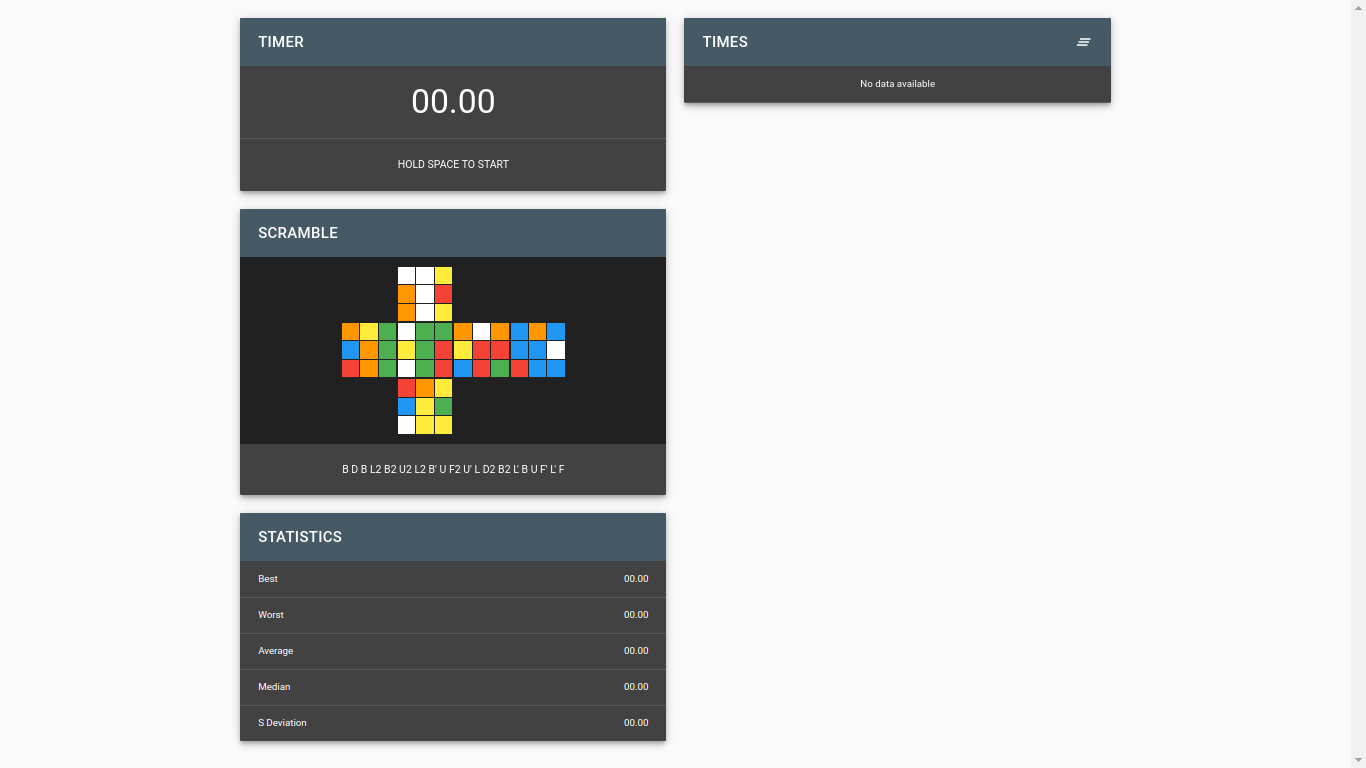 TIMER
00.00
HOLD SPACE TO START
SCRAMBLE
B D B L2 B2 U2 L2 B' U F2 U' L D2 B2 L' B U F' L' F
STATISTICS
Best 00.00
Worst 00.00
Average 00.00
Median 00.00
S Deviation 00.00
TIMES
No data available